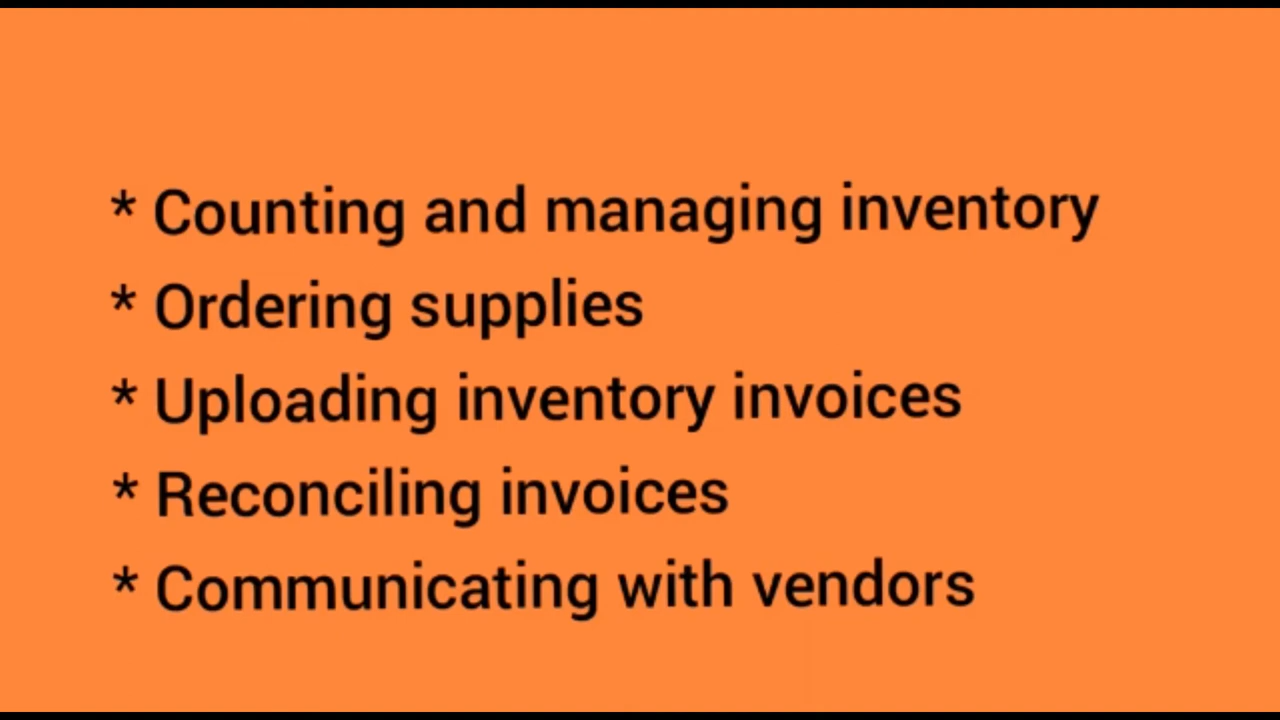 * Counting and managing inventory
* Ordering supplies
* Uploading inventory invoices
* Reconciling invoices
* Communicating with vendors